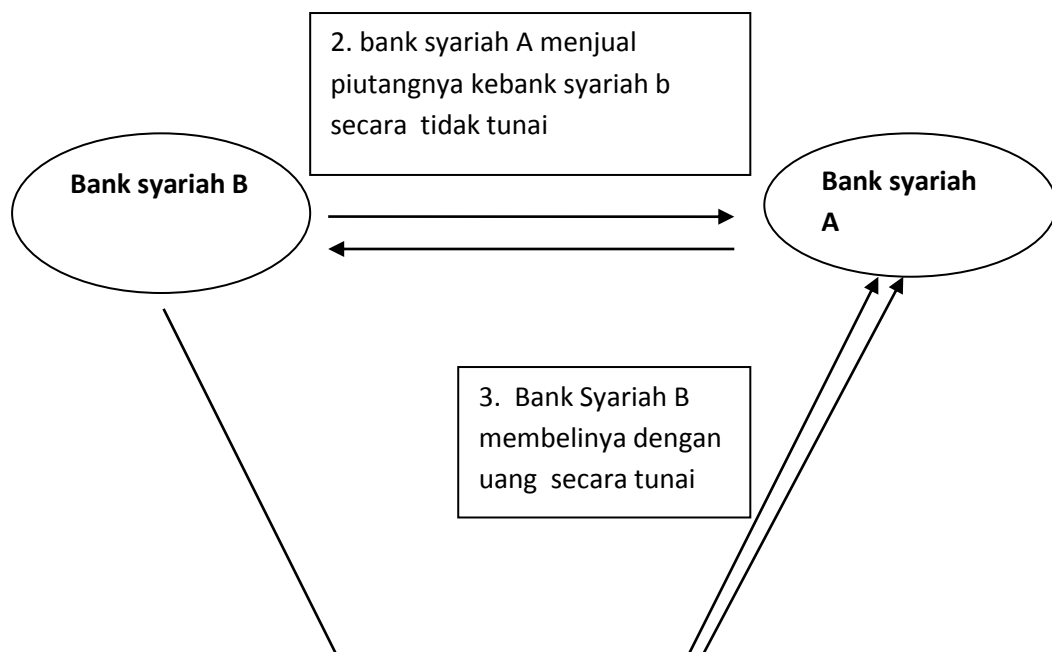 2. bank syariah A menjual
piutangnya kebank syariah b
secara  tidak tunai
Bank syariah B
Bank syariah
A
3.  Bank Syariah B
membelinya dengan
uang  secara tunai